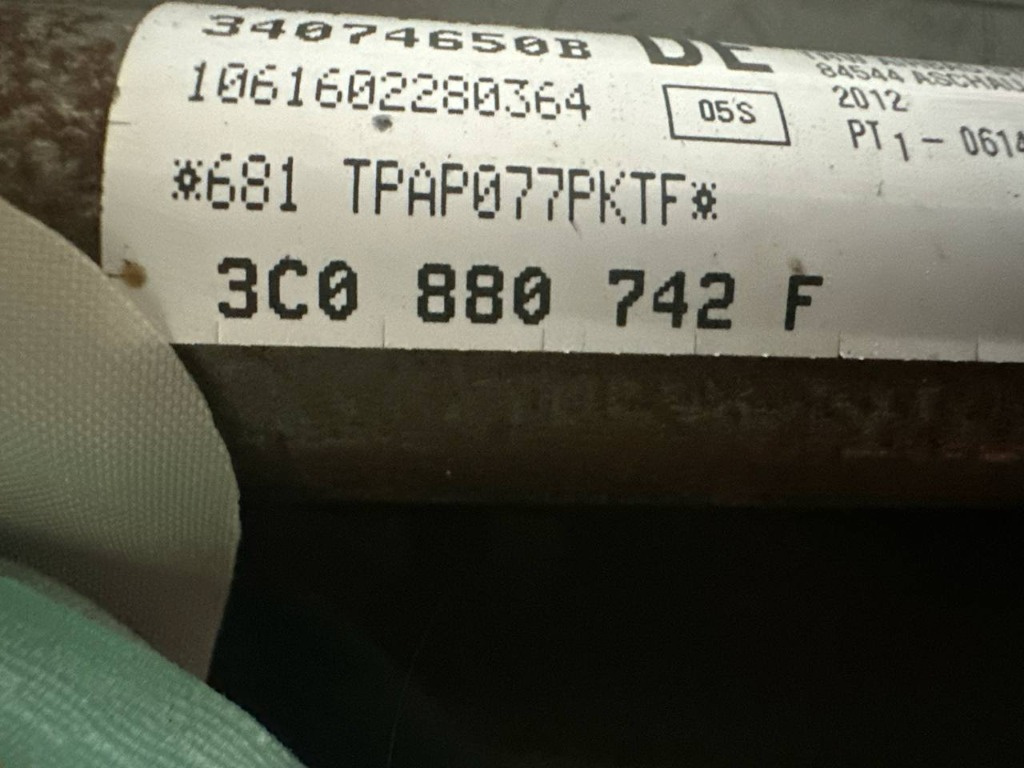 34074650B DE
1061602280364 05S
84544 ASCHAU
2012
PT 1 - 0614
*681 TPAP077PKTF*
3C0 880 742 F